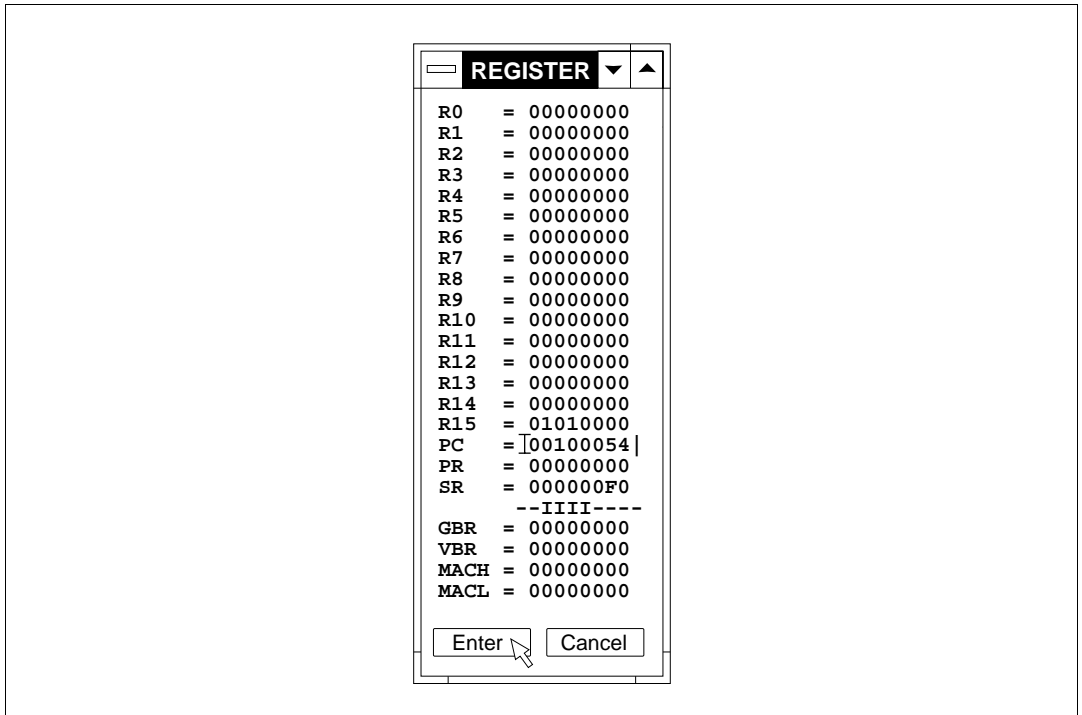 REGISTER
R0 = 00000000
R1 = 00000000
R2 = 00000000
R3 = 00000000
R4 = 00000000
R5 = 00000000
R6 = 00000000
R7 = 00000000
R8 = 00000000
R9 = 00000000
R10 = 00000000
R11 = 00000000
R12 = 00000000
R13 = 00000000
R14 = 00000000
R15 = 01010000
PC = 00100054
PR = 00000000
SR = 000000F0
--IIII----
GBR = 00000000
VBR = 00000000
MACH = 00000000
MACL = 00000000
Enter Cancel